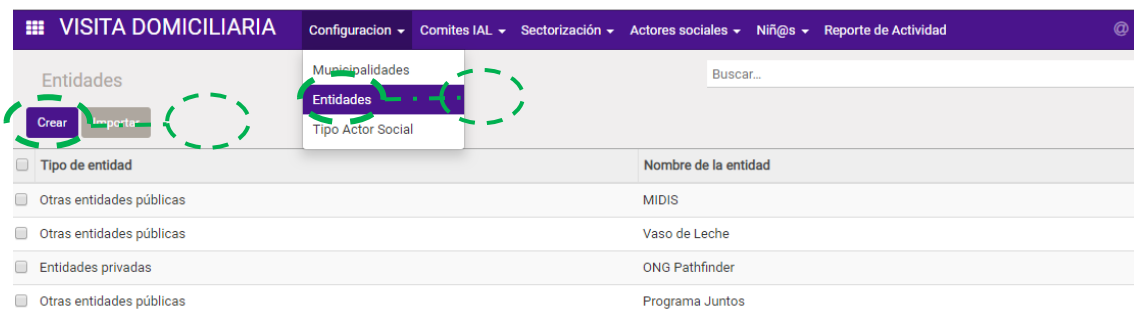 VISITA DOMICILIARIA Configuracion Comites IAL Sectorización Actores sociales Niñ@s Reporte de Actividad @
Entidades
Municipalidades
Buscar...
Entidades
Crear Importar
Tipo Actor Social
Tipo de entidad Nombre de la entidad
Otras entidades públicas MIDIS
Otras entidades públicas Vaso de Leche
Entidades privadas ONG Pathfinder
Otras entidades públicas Programa Juntos